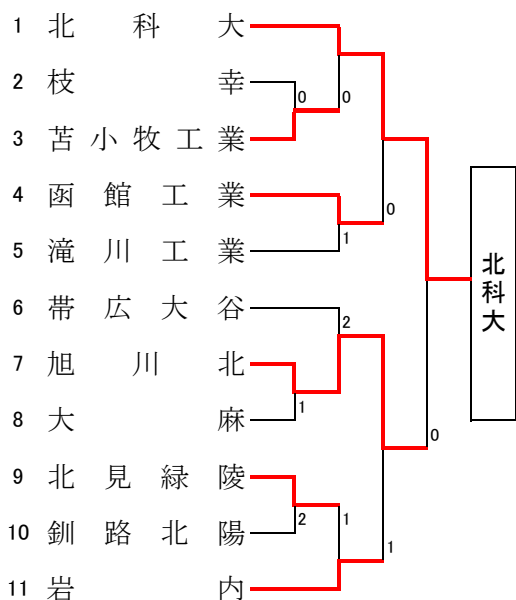 1 北科大
2 枝幸
0
0
3 苫小牧工業
4 函館工業
0
1
5 滝川工業
6 帯広大谷
2
7 旭川北
1
8 大麻
0
9 北見緑陵
2
1
10 釧路北陽
1
11 岩内
北科大